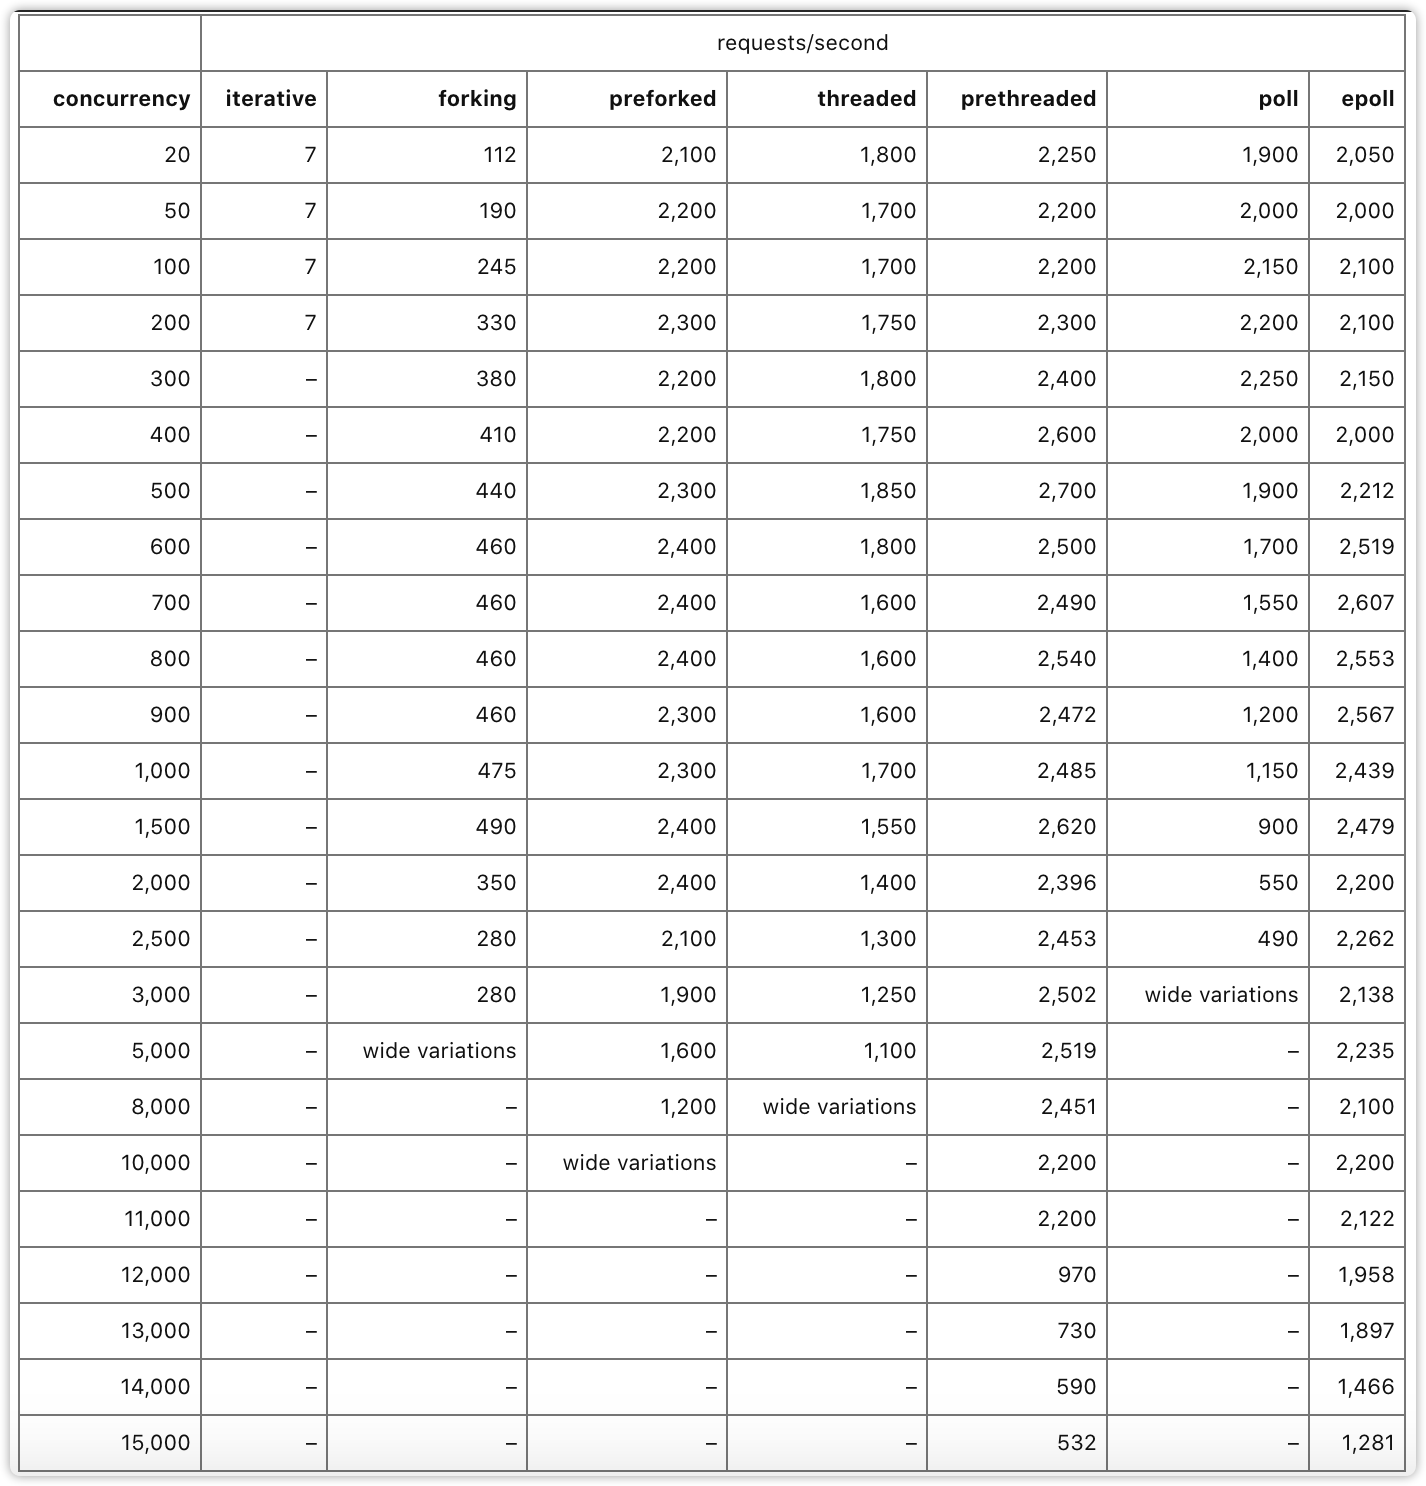 requests/second
concurrency iterative forking preforked threaded prethreaded poll epoll
20 7 112 2,100 1,800 2,250 1,900 2,050
50 7 190 2,200 1,700 2,200 2,000 2,000
100 7 245 2,200 1,700 2,200 2,150 2,100
200 7 330 2,300 1,750 2,300 2,200 2,100
300 – 380 2,200 1,800 2,400 2,250 2,150
400 – 410 2,200 1,750 2,600 2,000 2,000
500 – 440 2,300 1,850 2,700 1,900 2,212
600 – 460 2,400 1,800 2,500 1,700 2,519
700 – 460 2,400 1,600 2,490 1,550 2,607
800 – 460 2,400 1,600 2,540 1,400 2,553
900 – 460 2,300 1,600 2,472 1,200 2,567
1,000 – 475 2,300 1,700 2,485 1,150 2,439
1,500 – 490 2,400 1,550 2,620 900 2,479
2,000 – 350 2,400 1,400 2,396 550 2,200
2,500 – 280 2,100 1,300 2,453 490 2,262
3,000 – 280 1,900 1,250 2,502 wide variations 2,138
5,000 – wide variations 1,600 1,100 2,519 – 2,235
8,000 – – 1,200 wide variations 2,451 – 2,100
10,000 – – wide variations – 2,200 – 2,200
11,000 – – – – 2,200 – 2,122
12,000 – – – – 970 – 1,958
13,000 – – – – 730 – 1,897
14,000 – – – – 590 – 1,466
15,000 – – – – 532 – 1,281